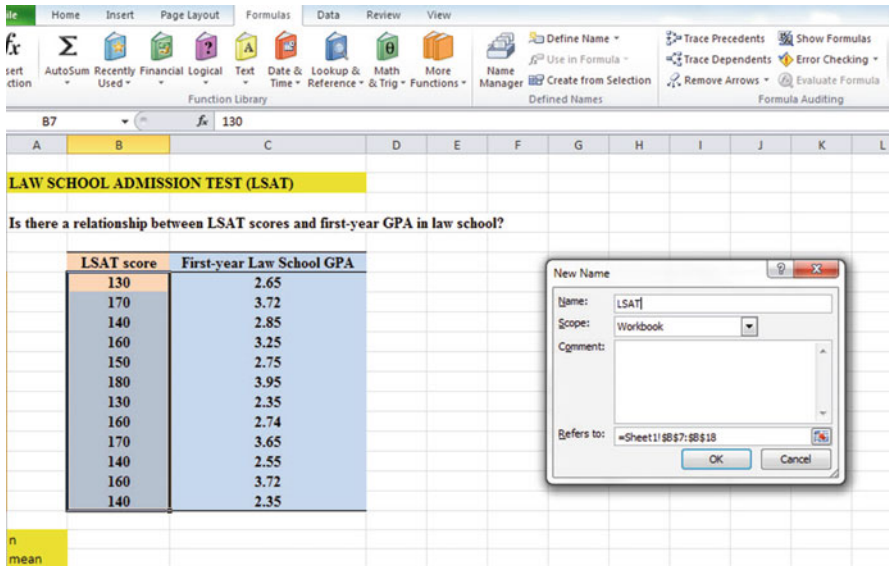 ile Home Insert Page Layout Formulas Data Review View
fx Σ ? A θ Define Name Trace Precedents Show Formulas
sert AutoSum Recently Financial Logical Text Date & Lookup & Math More Name Use in Formula Trace Dependents Error Checking
ction Used Time Reference & Trig Functions Manager Create from Selection Remove Arrows Evaluate Formula
Function Library Defined Names Formula Auditing
B7 fx 130
A B C D E F G H I J K L
LAW SCHOOL ADMISSION TEST (LSAT)
Is there a relationship between LSAT scores and first-year GPA in law school?
LSAT score First-year Law School GPA
130 2.65
170 3.72
140 2.85
160 3.25
150 2.75
180 3.95
130 2.35
160 2.74
170 3.65
140 2.55
160 3.72
140 2.35
n
mean
New Name ? X
Name: LSAT
Scope: Workbook
Comment:
Refers to: =Sheet1!$B$7:$B$18
OK Cancel